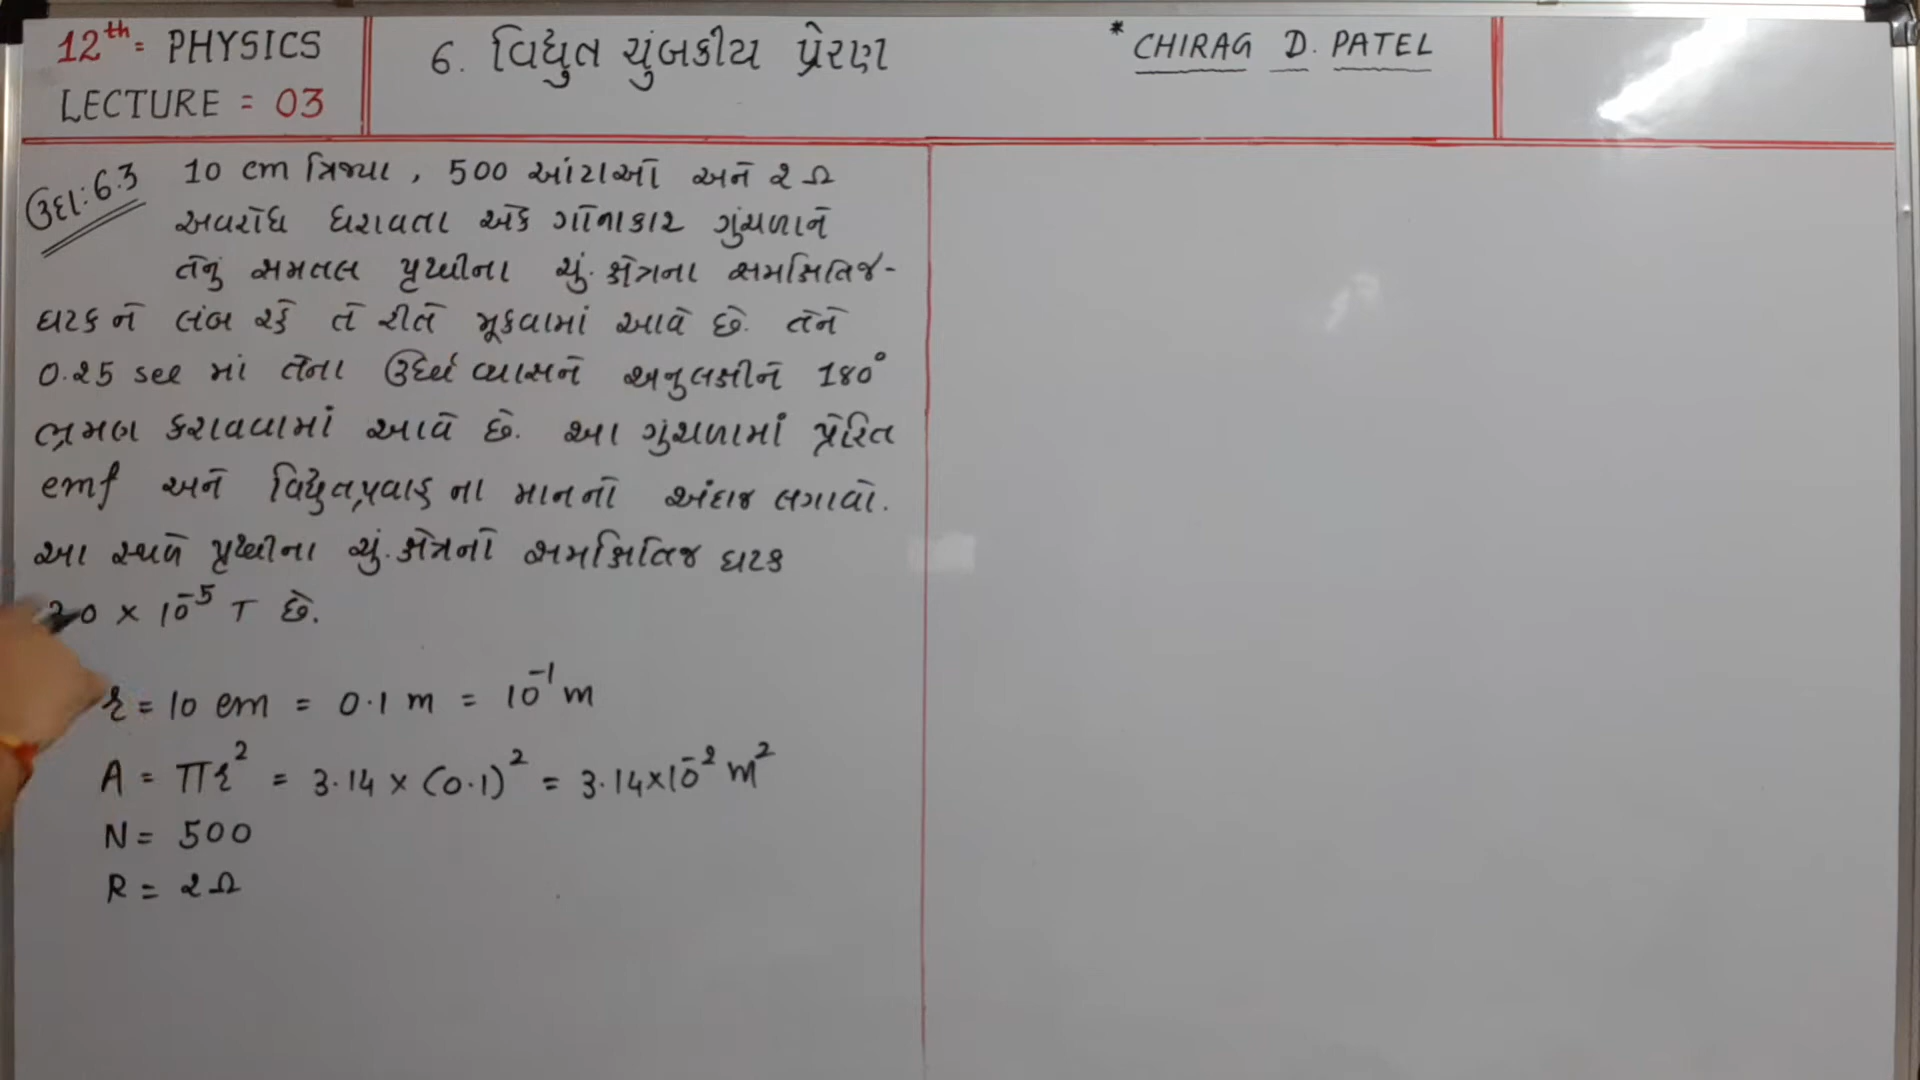 12th = PHYSICS
LECTURE = 03
6. વિદ્યુત ચુંબકીય પ્રેરણ
* CHIRAG D. PATEL
ઉદા:6.3 10 cm ત્રિજ્યા, 500 આંટાઓ અને 2 Ω
અવરોધ ધરાવતા એક ગોળાકાર ગુંચળાને
તેનું સમતલ પૃથ્વીના ચું. ક્ષેત્રના સમક્ષિતિજ-
ઘટક ને લંબ રહે તે રીતે મૂકવામાં આવે છે. તેને
0.25 sec માં તેના ઉર્ધ્વ વ્યાસને અનુલક્ષીને 180°
ભ્રમણ કરાવવામાં આવે છે. આ ગુંચળામાં પ્રેરિત
emf અને વિદ્યુતપ્રવાહ ના માનનો અંદાજ લગાવો.
આ સ્થળે પૃથ્વીના ચું.ક્ષેત્રનો સમક્ષિતિજ ઘટક
× 10⁻⁵ T છે.
r = 10 cm = 0.1 m = 10⁻¹ m
A = πr² = 3.14 × (0.1)² = 3.14×10⁻² m²
N = 500
R = 2Ω